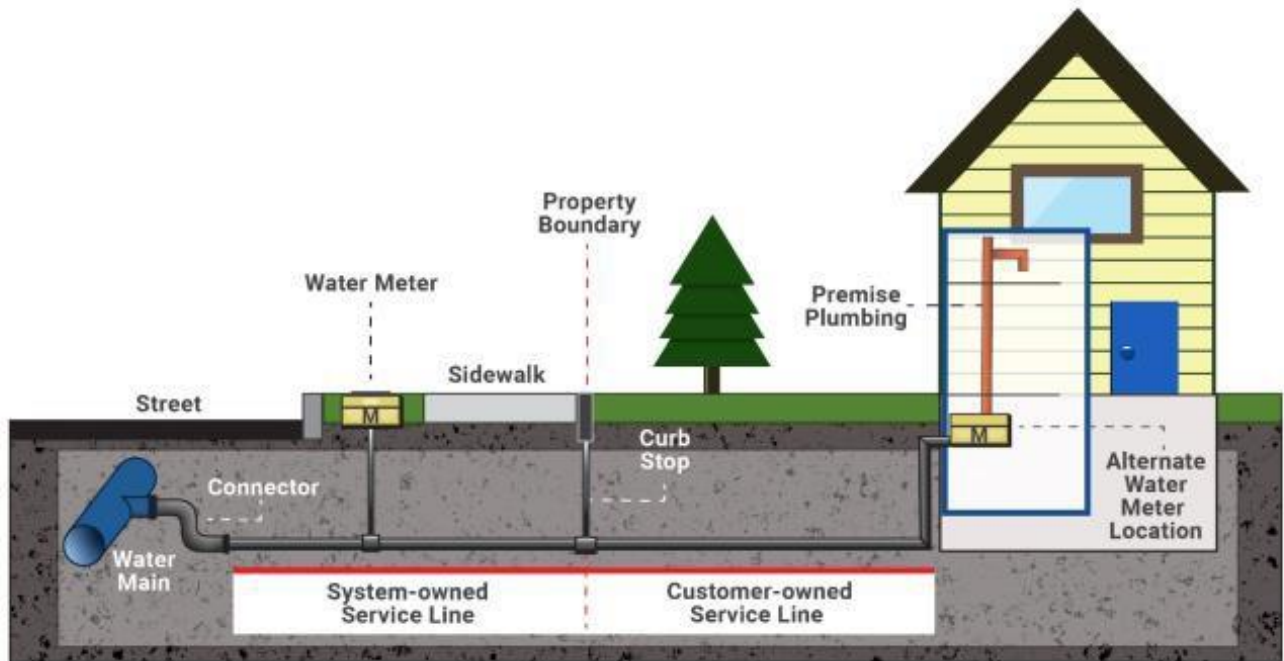 Property
Boundary
Water Meter
Premise
Plumbing
Sidewalk
Street
M
M
Curb
Stop
Connector
Alternate
Water
Meter
Location
Water
Main
System-owned
Service Line
Customer-owned
Service Line